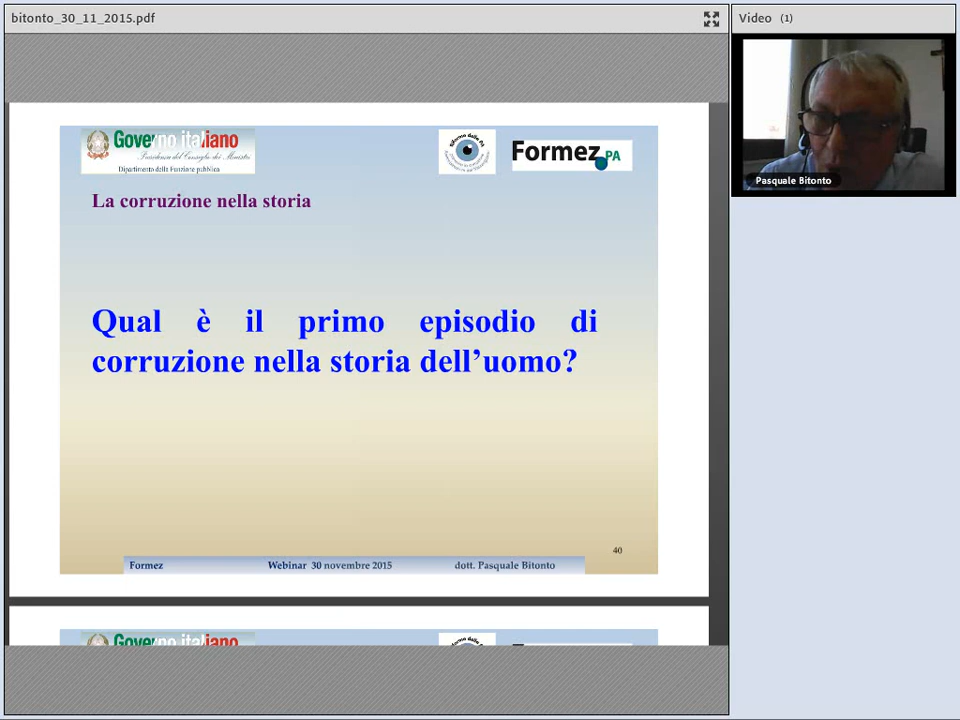 bitonto_30_11_2015.pdf
Video (1)
Pasquale Bitonto
Governo italiano
Presidenza del Consiglio dei Ministri
Dipartimento della Funzione pubblica
Formez PA
La corruzione nella storia
Qual è il primo episodio di
corruzione nella storia dell’uomo?
40
Formez Webinar 30 novembre 2015 dott. Pasquale Bitonto
Governo italiano